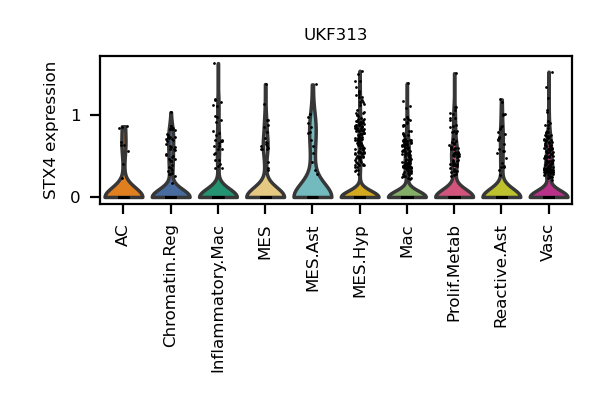 UKF313
STX4 expression
1
0
AC
Chromatin.Reg
Inflammatory.Mac
MES
MES.Ast
MES.Hyp
Mac
Prolif.Metab
Reactive.Ast
Vasc